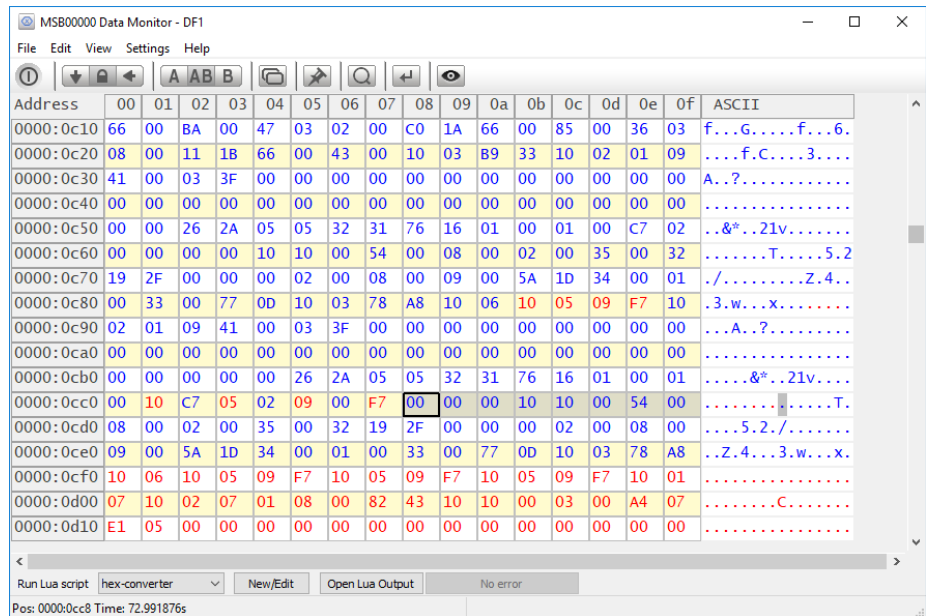 MSB00000 Data Monitor - DF1
File Edit View Settings Help
A AB B
Address 00 01 02 03 04 05 06 07 08 09 0a 0b 0c 0d 0e 0f ASCII
0000:0c10 66 00 BA 00 47 03 02 00 C0 1A 66 00 85 00 36 03 f...G.....f...6.
0000:0c20 08 00 11 1B 66 00 43 00 10 03 B9 33 10 02 01 09 ....f.C....3....
0000:0c30 41 00 03 3F 00 00 00 00 00 00 00 00 00 00 00 00 A..?............
0000:0c40 00 00 00 00 00 00 00 00 00 00 00 00 00 00 00 00 ................
0000:0c50 00 00 26 2A 05 05 32 31 76 16 01 00 01 00 C7 02 ..&*..21v.......
0000:0c60 00 00 00 00 10 10 00 54 00 08 00 02 00 35 00 32 .......T.....5.2
0000:0c70 19 2F 00 00 00 02 00 08 00 09 00 5A 1D 34 00 01 ./.........Z.4..
0000:0c80 00 33 00 77 0D 10 03 78 A8 10 06 10 05 09 F7 10 .3.w...x........
0000:0c90 02 01 09 41 00 03 3F 00 00 00 00 00 00 00 00 00 ...A..?.........
0000:0ca0 00 00 00 00 00 00 00 00 00 00 00 00 00 00 00 00 ................
0000:0cb0 00 00 00 00 00 26 2A 05 05 32 31 76 16 01 00 01 .....&*..21v....
0000:0cc0 00 10 C7 05 02 09 00 F7 00 00 00 10 10 00 54 00 ..............T.
0000:0cd0 08 00 02 00 35 00 32 19 2F 00 00 00 02 00 08 00 ....5.2./.......
0000:0ce0 09 00 5A 1D 34 00 01 00 33 00 77 0D 10 03 78 A8 ..Z.4...3.w...x.
0000:0cf0 10 06 10 05 09 F7 10 05 09 F7 10 05 09 F7 10 01 ................
0000:0d00 07 10 02 07 01 08 00 82 43 10 10 00 03 00 A4 07 ........C.......
0000:0d10 E1 05 00 00 00 00 00 00 00 00 00 00 00 00 00 00 ................
Run Lua script hex-converter New/Edit Open Lua Output No error
Pos: 0000:0cc8 Time: 72.991876s